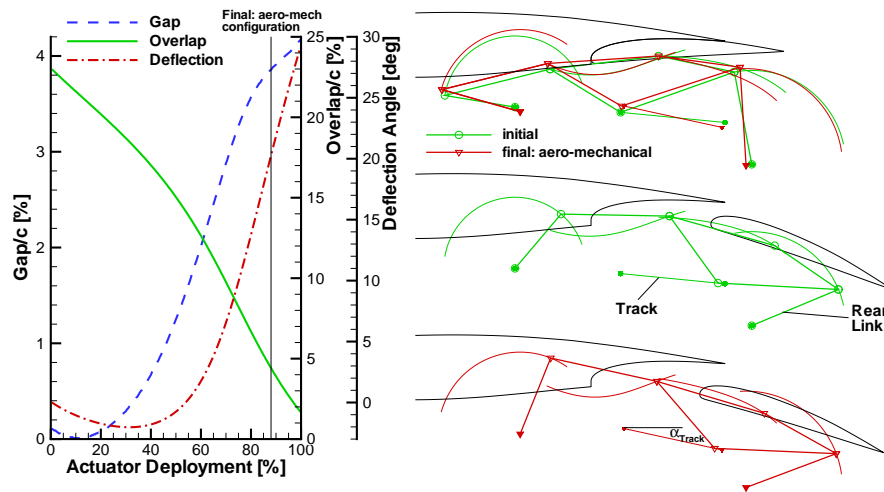 Final: aero-mech
configuration
Gap
Overlap
Deflection
Gap/c [%]
4
3
2
1
0
0 20 40 60 80 100
Actuator Deployment [%]
Overlap/c [%]
25
20
15
10
5
0
Deflection Angle [deg]
30
25
20
15
10
5
0
initial
final: aero-mechanical
Track
Rear
Link
αTrack